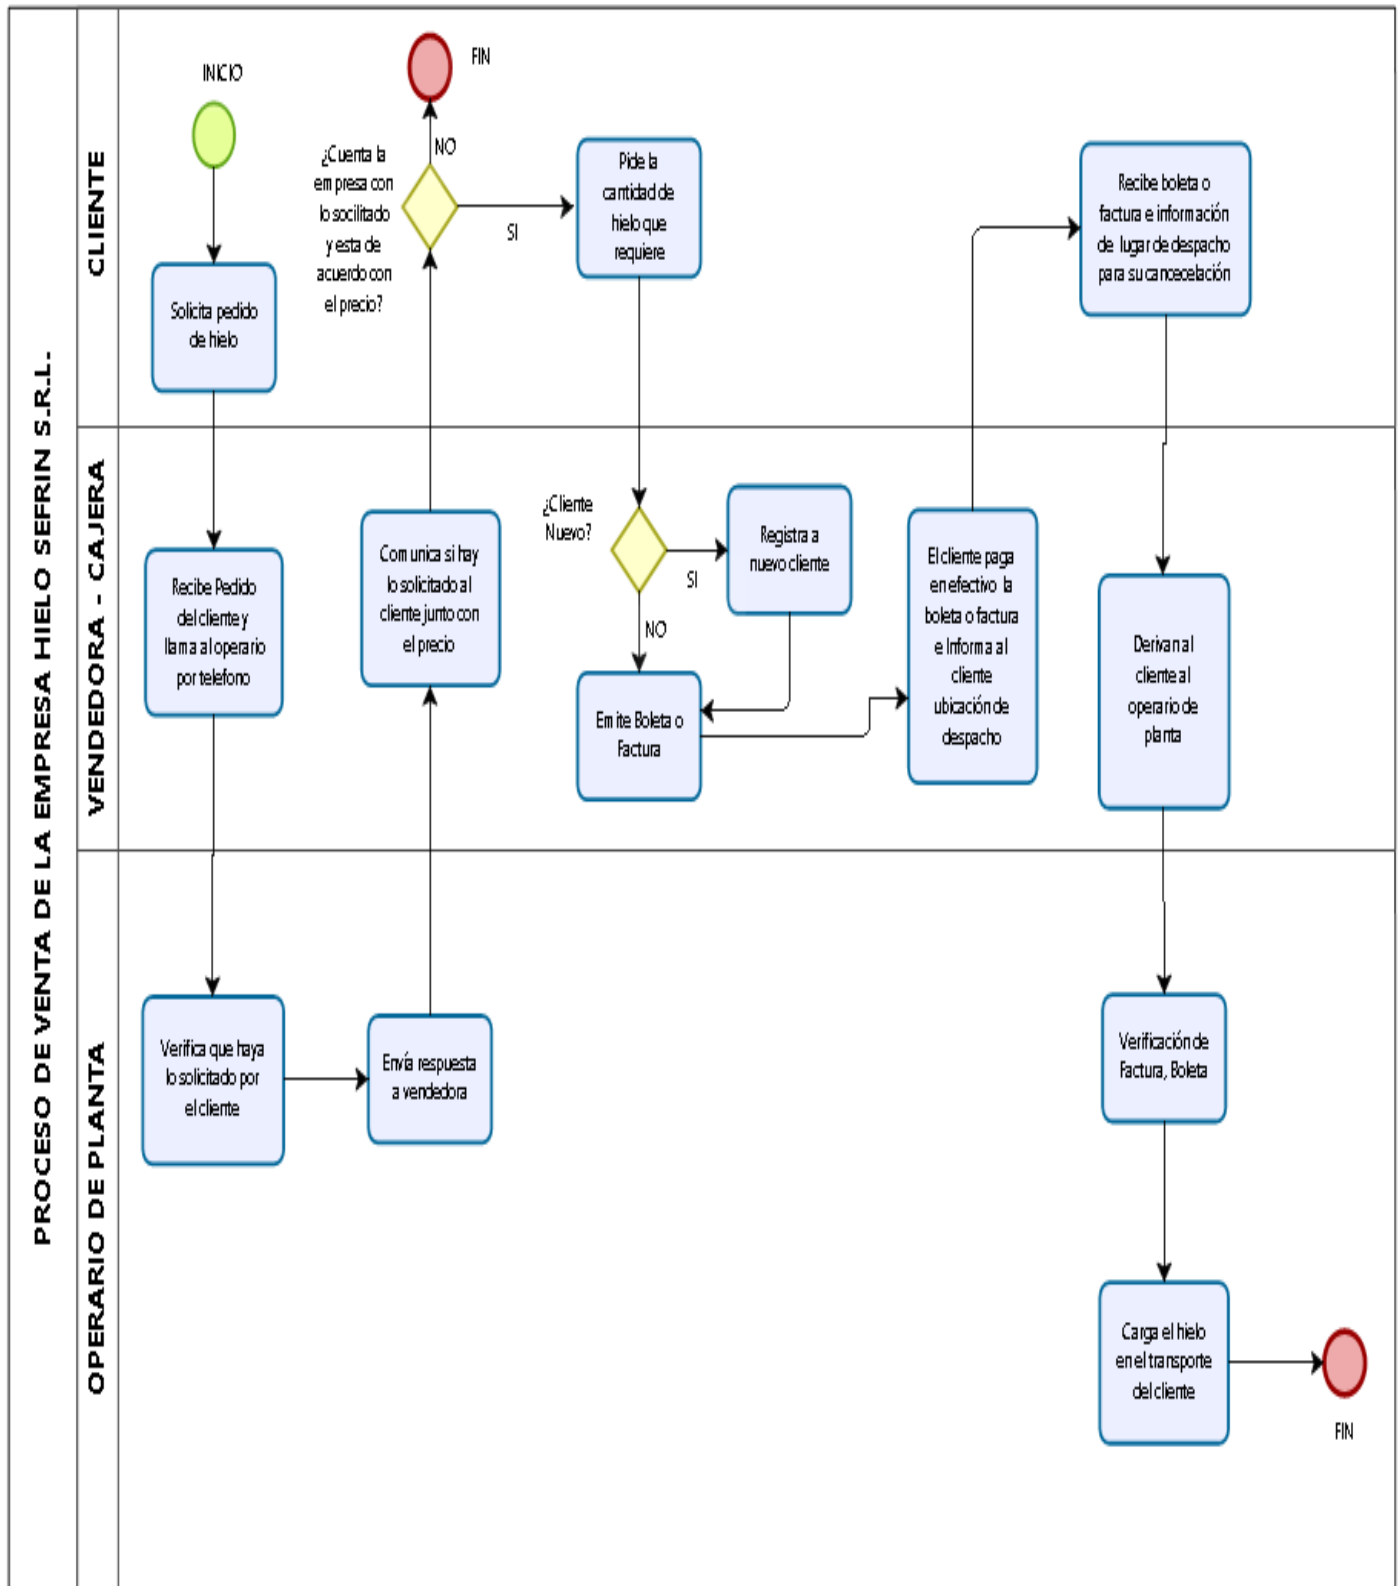 PROCESO DE VENTA DE LA EMPRESA HIELO SEFRIN S.R.L.
CLIENTE
INICIO
Solicita pedido
de hielo
¿Cuenta la
empresa con
lo socilitado
y esta de
acuerdo con
el precio?
FIN
NO
SI
Pide la
cantidad de
hielo que
requiere
Recibe boleta o
factura e información
de lugar de despacho
para su cancecelación
VENDEDORA - CAJERA
Recibe Pedido
del cliente y
llama al operario
por telefono
Comunica si hay
lo solicitado al
cliente junto con
el precio
¿Cliente
Nuevo?
SI
NO
Registra a
nuevo cliente
Emite Boleta o
Factura
El cliente paga
en efectivo la
boleta o factura
e Informa al
cliente
ubicación de
despacho
Derivan al
cliente al
operario de
planta
OPERARIO DE PLANTA
Verifica que haya
lo solicitado por
el cliente
Envía respuesta
a vendedora
Verificación de
Factura, Boleta
Carga el hielo
en el transporte
del cliente
FIN